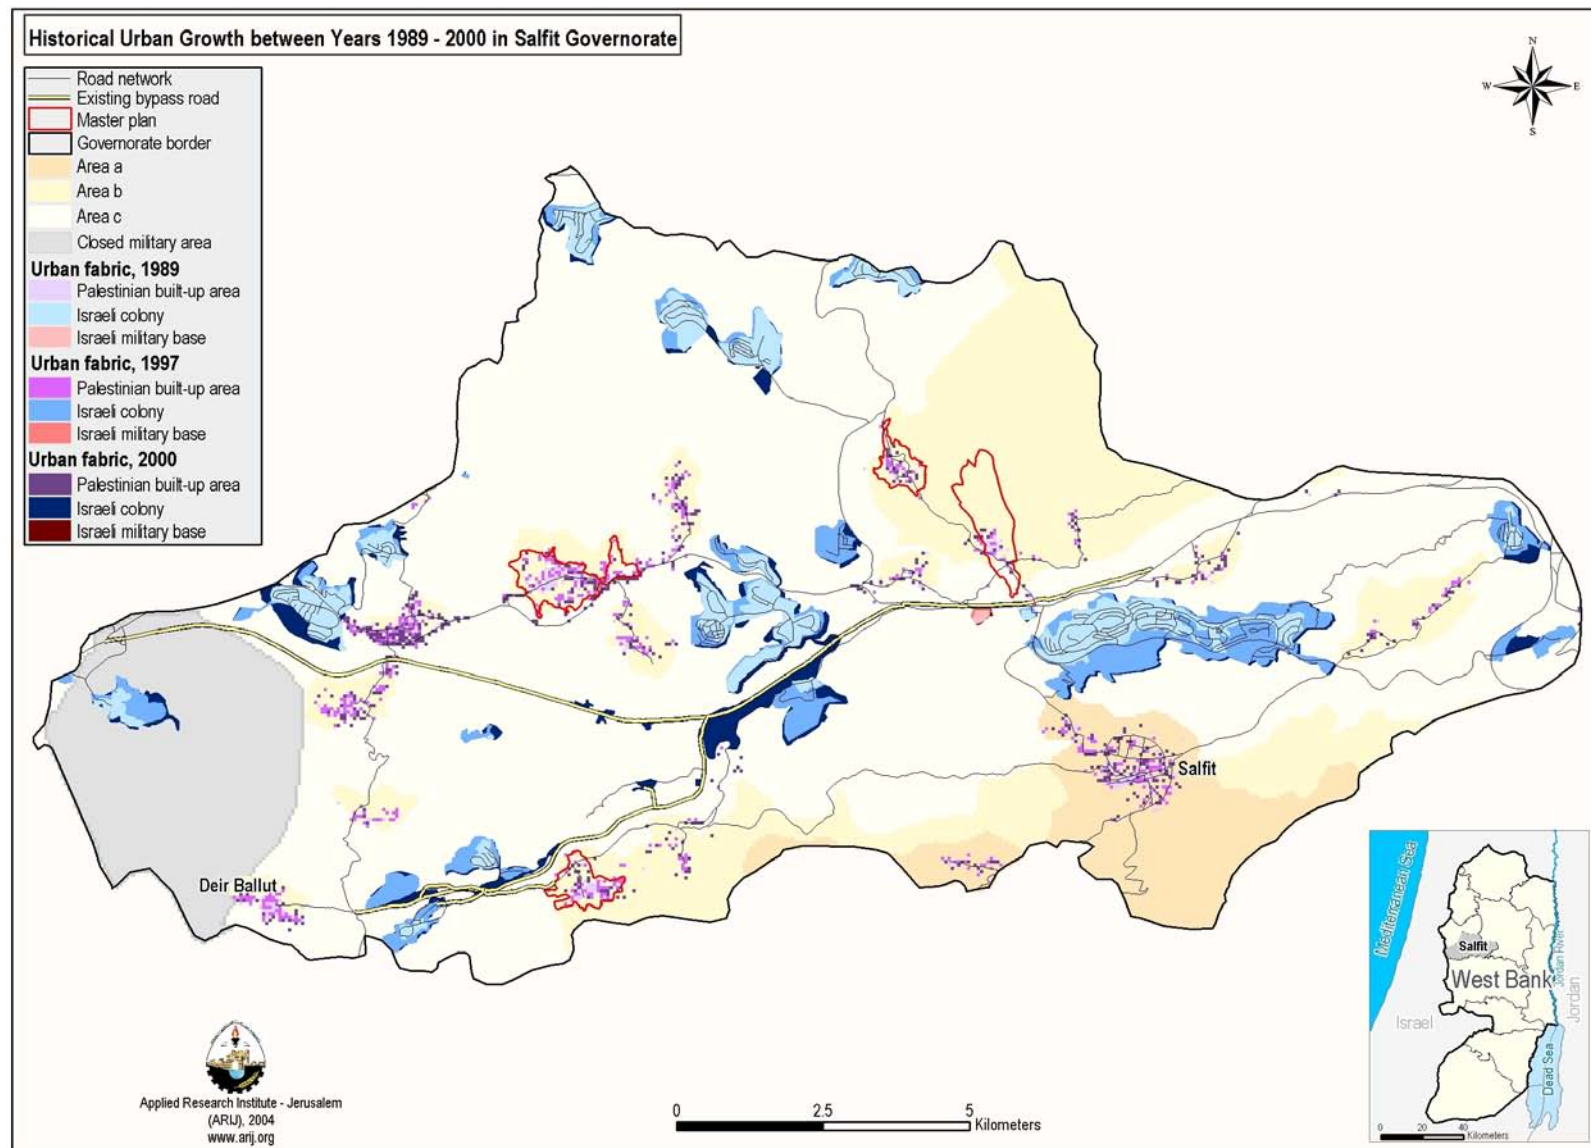 Historical Urban Growth between Years 1989 - 2000 in Salfit Governorate
Road network
Existing bypass road
Master plan
Governorate border
Area a
Area b
Area c
Closed military area
Urban fabric, 1989
Palestinian built-up area
Israeli colony
Israeli military base
Urban fabric, 1997
Palestinian built-up area
Israeli colony
Israeli military base
Urban fabric, 2000
Palestinian built-up area
Israeli colony
Israeli military base
N
W
E
S
Salfit
Deir Ballut
Mediterranean Sea
Salfit
West Bank
Jordan River
Jordan
Israel
Dead Sea
0 20 40
Kilometers
Applied Research Institute - Jerusalem
(ARIJ), 2004
www.arij.org
0 2.5 5
Kilometers